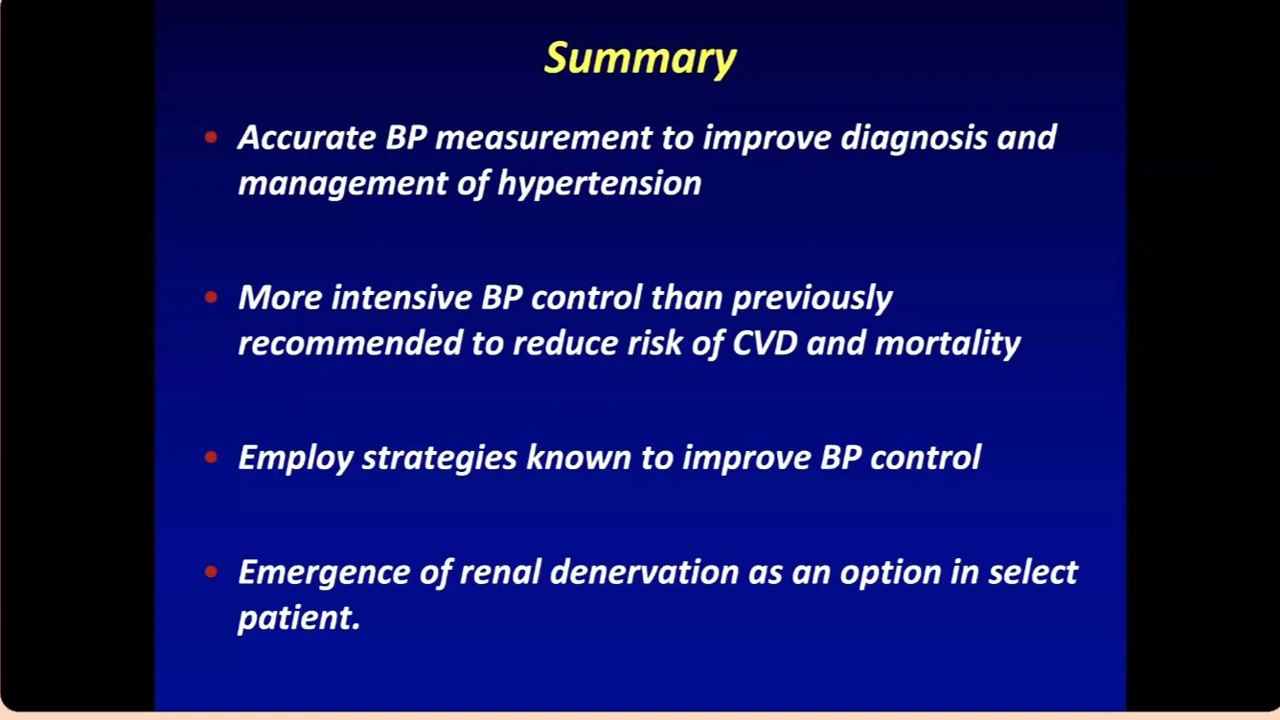 Summary
• Accurate BP measurement to improve diagnosis and
management of hypertension
• More intensive BP control than previously
recommended to reduce risk of CVD and mortality
• Employ strategies known to improve BP control
• Emergence of renal denervation as an option in select
patient.